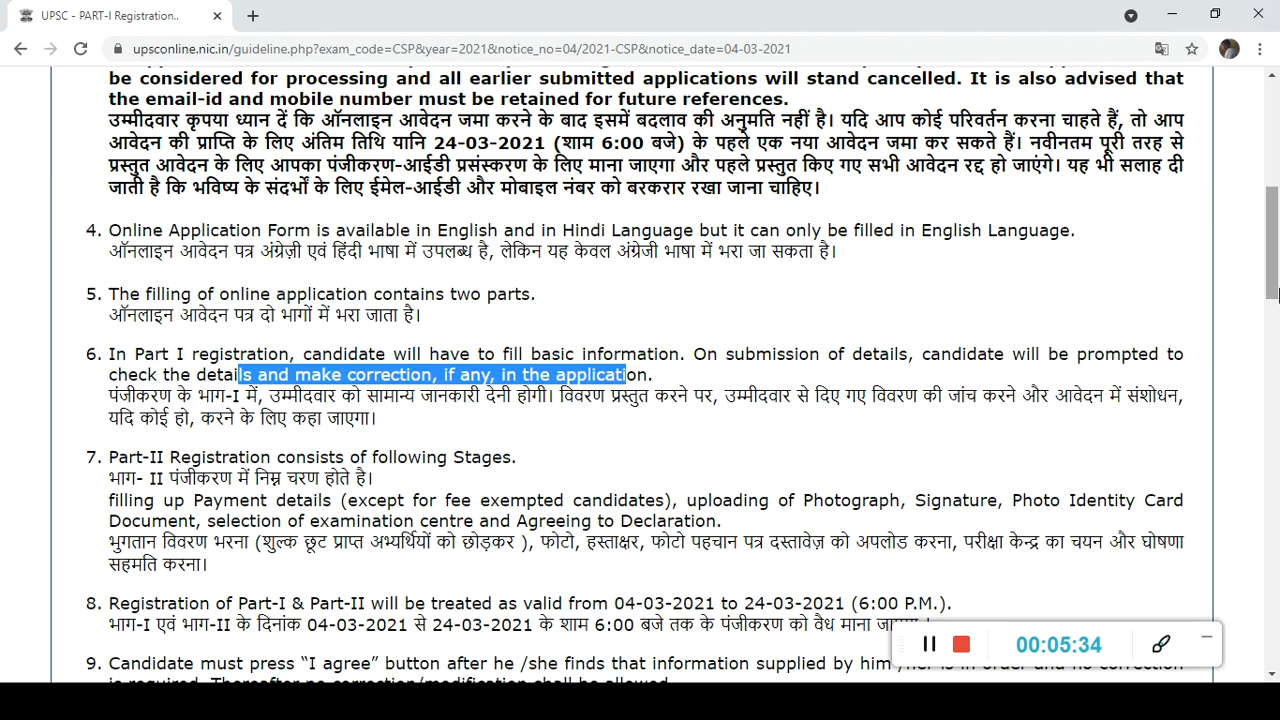 UPSC - PART-I Registration..
upsconline.nic.in/guideline.php?exam_code=CSP&year=2021&notice_no=04/2021-CSP&notice_date=04-03-2021
be considered for processing and all earlier submitted applications will stand cancelled. It is also advised that
the email-id and mobile number must be retained for future references.
उम्मीदवार कृपया ध्यान दें कि ऑनलाइन आवेदन जमा करने के बाद इसमें बदलाव की अनुमति नहीं है। यदि आप कोई परिवर्तन करना चाहते हैं, तो आप
आवेदन की प्राप्ति के लिए अंतिम तिथि यानि 24-03-2021 (शाम 6:00 बजे) के पहले एक नया आवेदन जमा कर सकते हैं। नवीनतम पूरी तरह से
प्रस्तुत आवेदन के लिए आपका पंजीकरण-आईडी प्रसंस्करण के लिए माना जाएगा और पहले प्रस्तुत किए गए सभी आवेदन रद्द हो जाएंगे। यह भी सलाह दी
जाती है कि भविष्य के संदर्भों के लिए ईमेल-आईडी और मोबाइल नंबर को बरकरार रखा जाना चाहिए।
4. Online Application Form is available in English and in Hindi Language but it can only be filled in English Language.
ऑनलाइन आवेदन पत्र अंग्रेज़ी एवं हिंदी भाषा में उपलब्ध है, लेकिन यह केवल अंग्रेजी भाषा में भरा जा सकता है।
5. The filling of online application contains two parts.
ऑनलाइन आवेदन पत्र दो भागों में भरा जाता है।
6. In Part I registration, candidate will have to fill basic information. On submission of details, candidate will be prompted to
check the details and make correction, if any, in the application.
पंजीकरण के भाग-I में, उम्मीदवार को सामान्य जानकारी देनी होगी। विवरण प्रस्तुत करने पर, उम्मीदवार से दिए गए विवरण की जांच करने और आवेदन में संशोधन,
यदि कोई हो, करने के लिए कहा जाएगा।
7. Part-II Registration consists of following Stages.
भाग- II पंजीकरण में निम्न चरण होते है।
filling up Payment details (except for fee exempted candidates), uploading of Photograph, Signature, Photo Identity Card
Document, selection of examination centre and Agreeing to Declaration.
भुगतान विवरण भरना (शुल्क छूट प्राप्त अभ्यर्थियों को छोड़कर ), फोटो, हस्ताक्षर, फोटो पहचान पत्र दस्तावेज़ को अपलोड करना, परीक्षा केन्द्र का चयन और घोषणा
सहमति करना।
8. Registration of Part-I & Part-II will be treated as valid from 04-03-2021 to 24-03-2021 (6:00 P.M.).
भाग-I एवं भाग-II के दिनांक 04-03-2021 से 24-03-2021 के शाम 6:00 बजे तक के पंजीकरण को वैध माना
00:05:34
9. Candidate must press “I agree” button after he /she finds that information supplied by him /her is in order and no correction
is required. Thereafter no correction/modification shall be allowed.